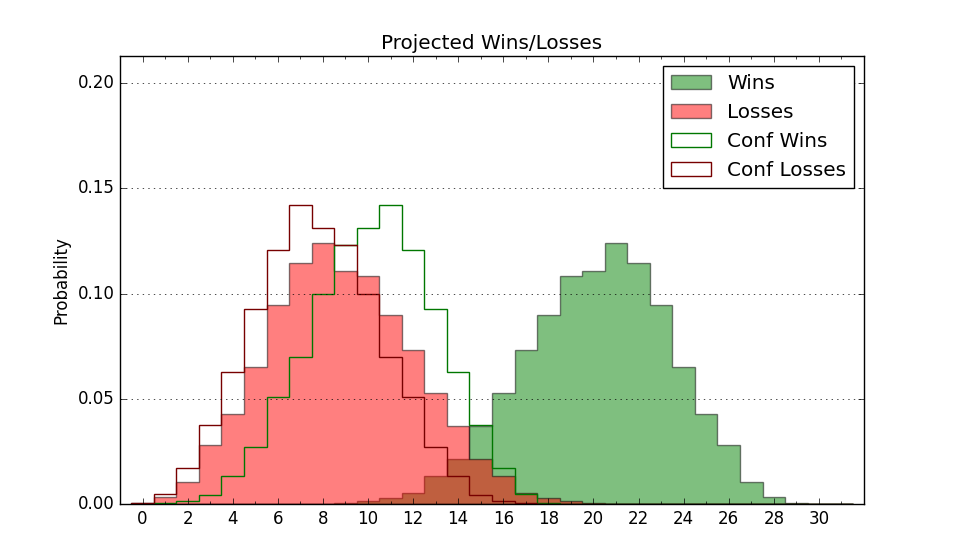 Projected Wins/Losses
0.20
0.15
0.10
0.05
0.00
Probability
Wins
Losses
Conf Wins
Conf Losses
0 2 4 6 8 10 12 14 16 18 20 22 24 26 28 30